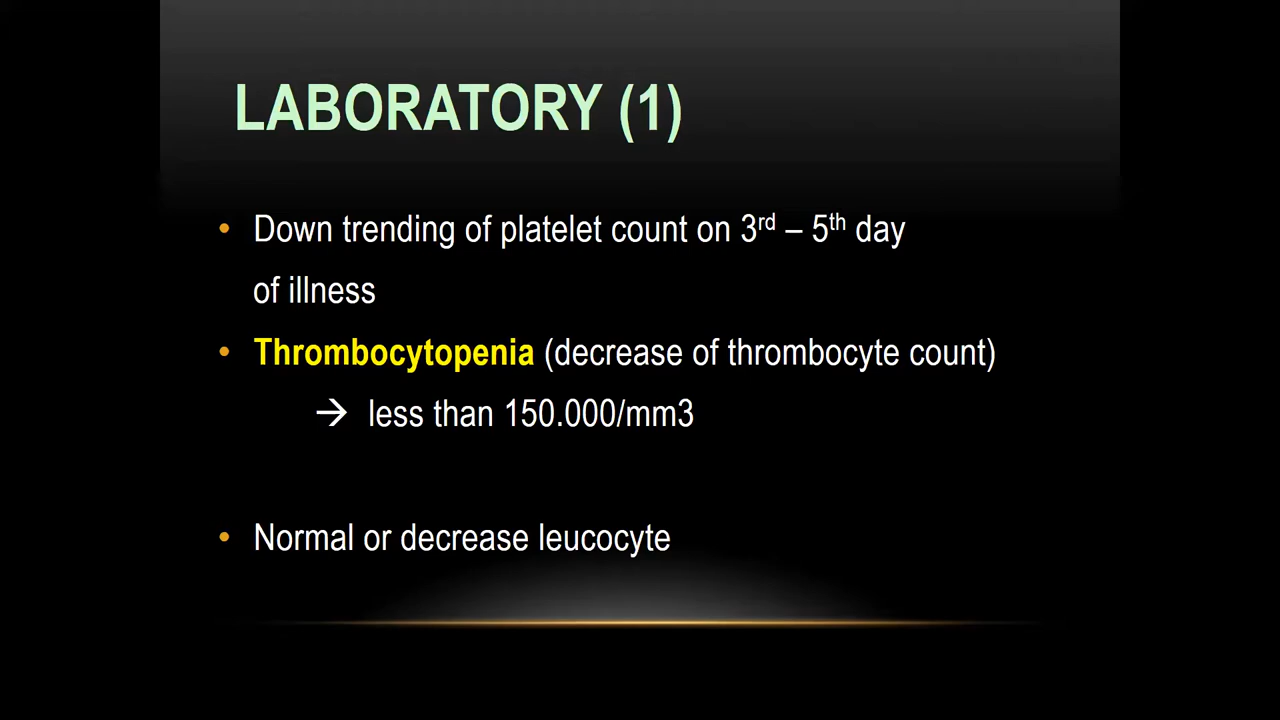 LABORATORY (1)
• Down trending of platelet count on 3rd – 5th day
of illness
• Thrombocytopenia (decrease of thrombocyte count)
→ less than 150.000/mm3
• Normal or decrease leucocyte